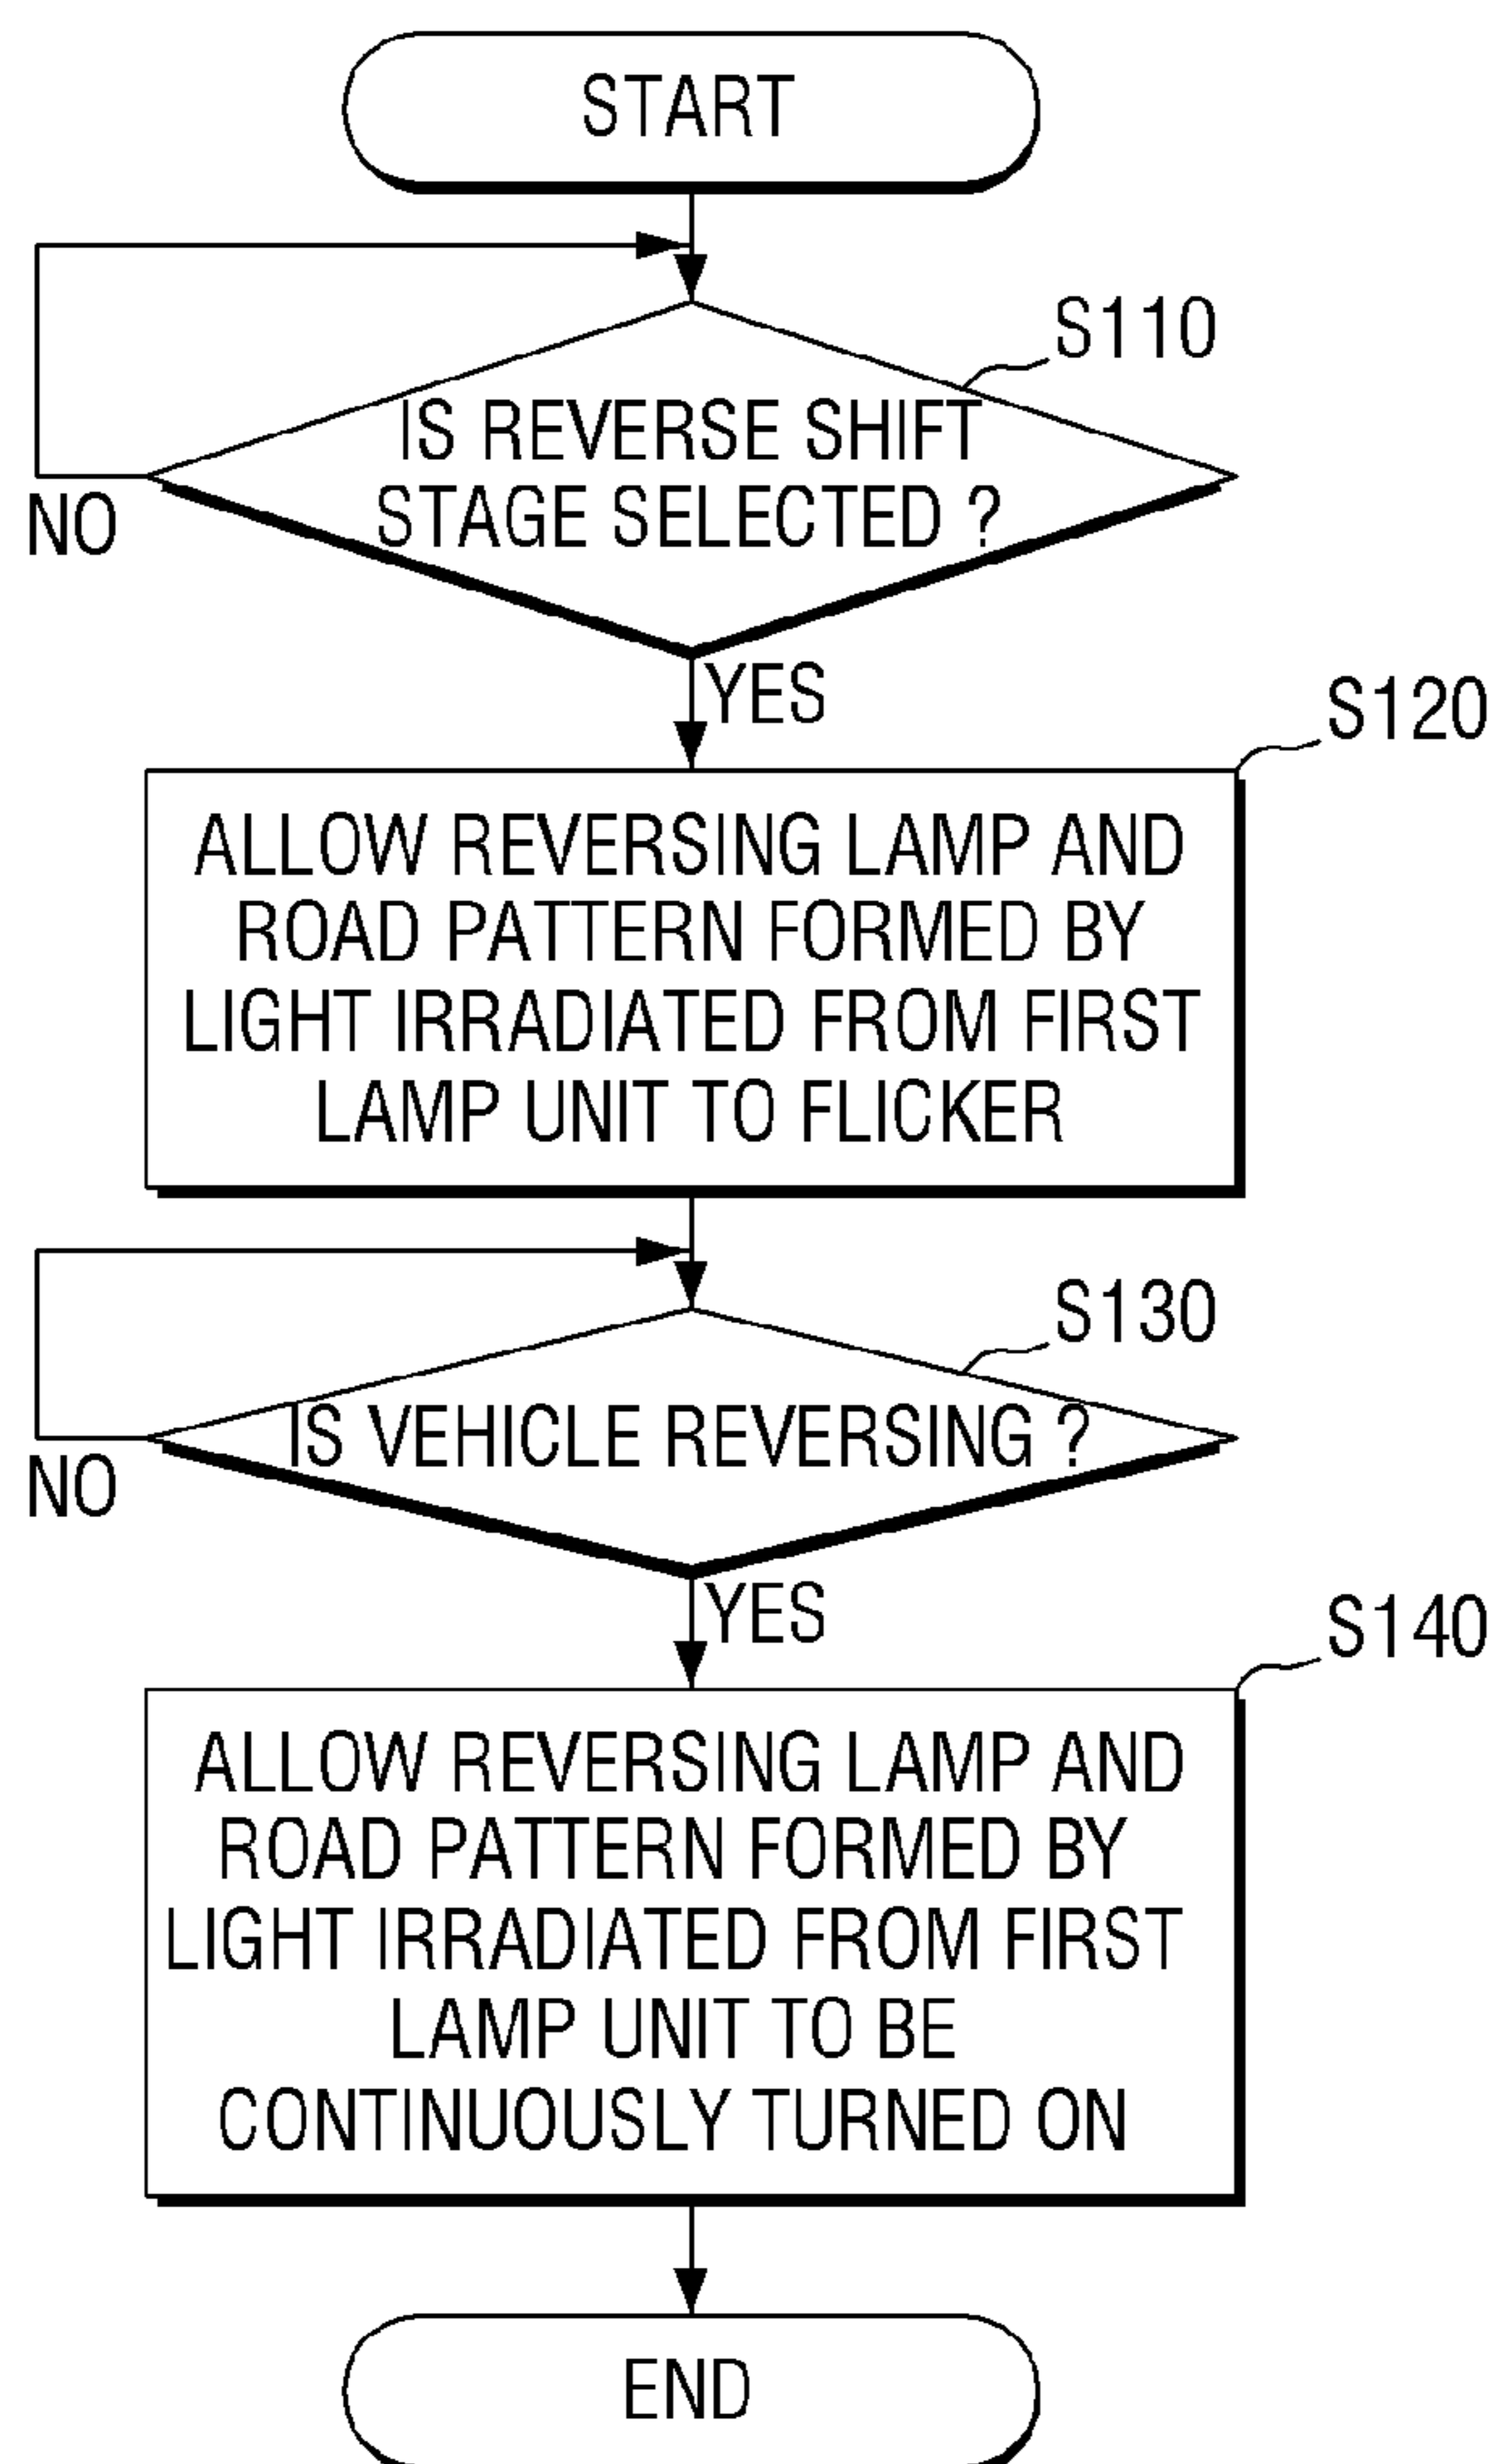 START
S110
IS REVERSE SHIFT
STAGE SELECTED ?
NO
YES
S120
ALLOW REVERSING LAMP AND
ROAD PATTERN FORMED BY
LIGHT IRRADIATED FROM FIRST
LAMP UNIT TO FLICKER
S130
IS VEHICLE REVERSING ?
NO
YES
S140
ALLOW REVERSING LAMP AND
ROAD PATTERN FORMED BY
LIGHT IRRADIATED FROM FIRST
LAMP UNIT TO BE
CONTINUOUSLY TURNED ON
END